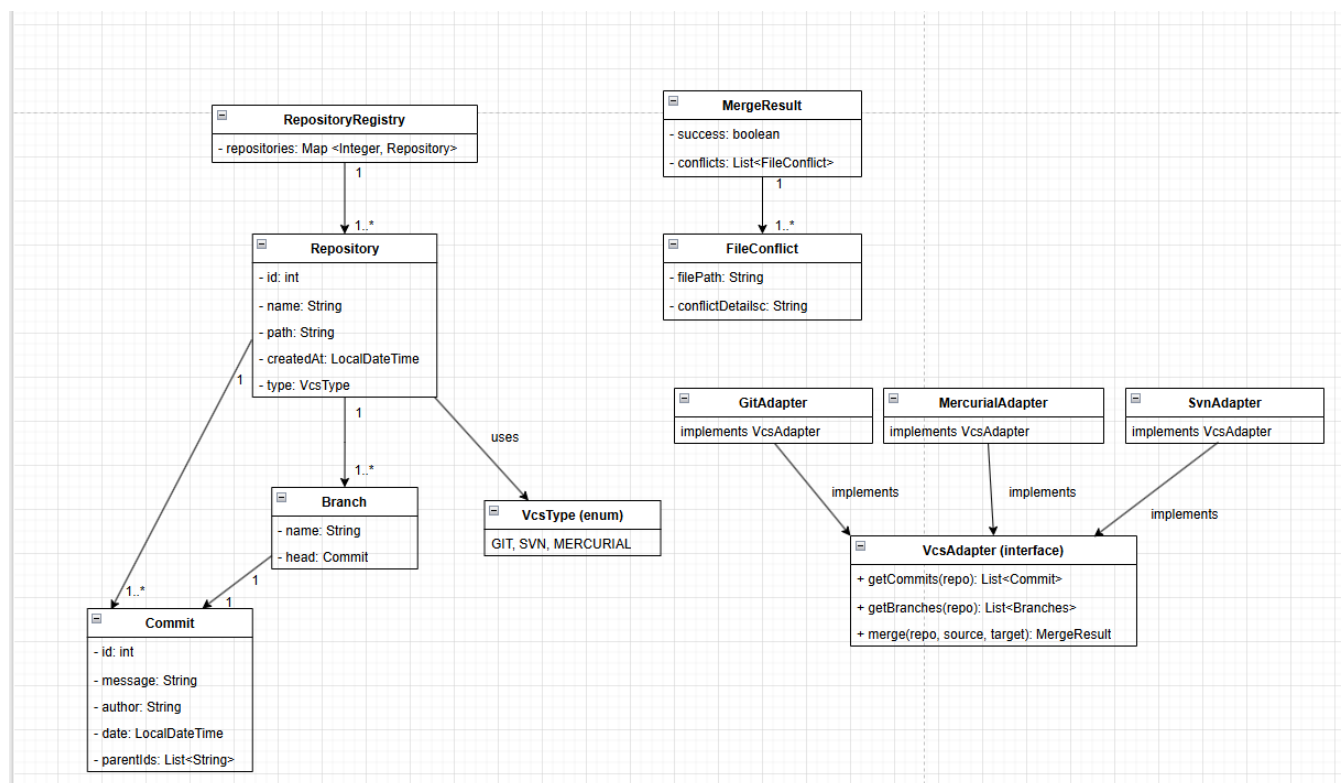 RepositoryRegistry
- repositories: Map <Integer, Repository>
1
1..*
Repository
- id: int
- name: String
- path: String
- createdAt: LocalDateTime
- type: VcsType
1
1
uses
1..*
Branch
- name: String
- head: Commit
VcsType (enum)
GIT, SVN, MERCURIAL
1
1..*
1
Commit
- id: int
- message: String
- author: String
- date: LocalDateTime
- parentIds: List<String>
MergeResult
- success: boolean
- conflicts: List<FileConflict>
1
1..*
FileConflict
- filePath: String
- conflictDetailsc: String
GitAdapter
implements VcsAdapter
MercurialAdapter
implements VcsAdapter
SvnAdapter
implements VcsAdapter
implements
implements
implements
VcsAdapter (interface)
+ getCommits(repo): List<Commit>
+ getBranches(repo): List<Branches>
+ merge(repo, source, target): MergeResult